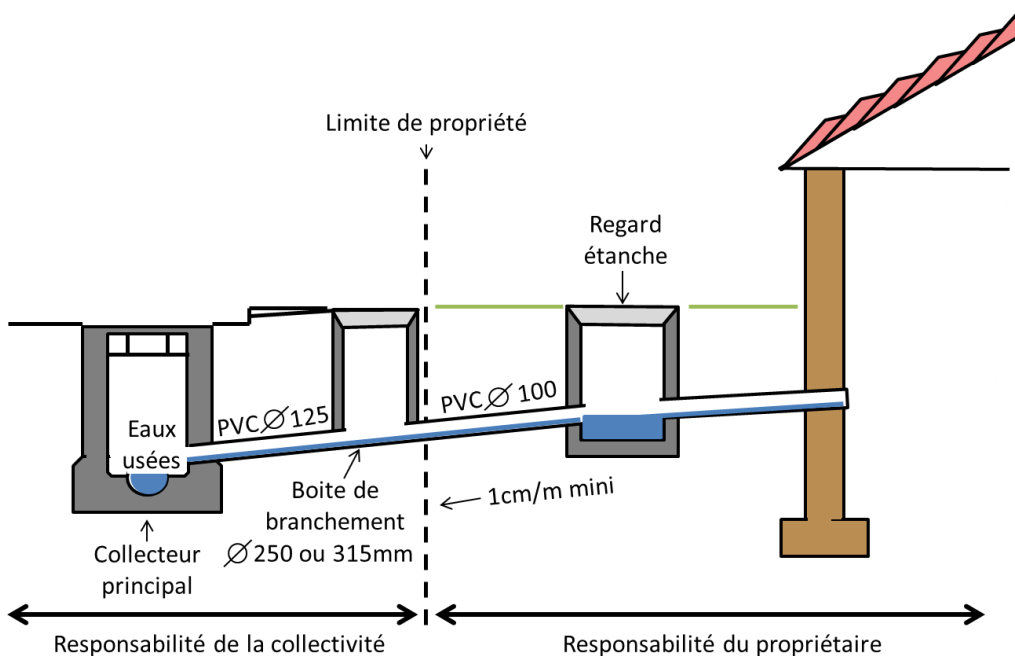 Limite de propriété
Regard
étanche
PVC Ø 125
PVC Ø 100
Eaux
usées
1cm/m mini
Boite de
branchement
Ø 250 ou 315mm
Collecteur
principal
Responsabilité de la collectivité
Responsabilité du propriétaire